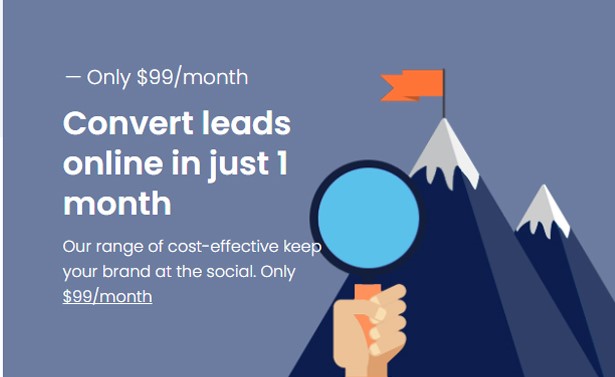 — Only $99/month
Convert leads
online in just 1
month
Our range of cost-effective keep
your brand at the social. Only
$99/month